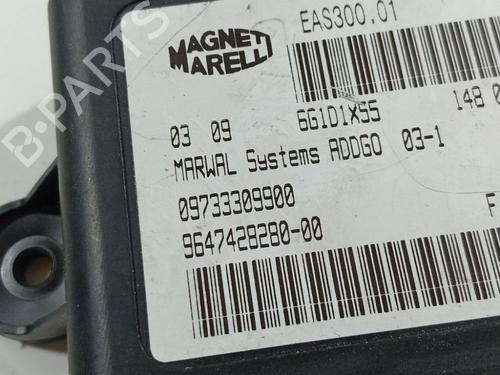 MAGNETI
MARELLI
EAS300.01
03 09 6G1D1X55 148
MARWAL Systems ADDGO 03-1
09733309900
9647428280-00 F
B-PARTS